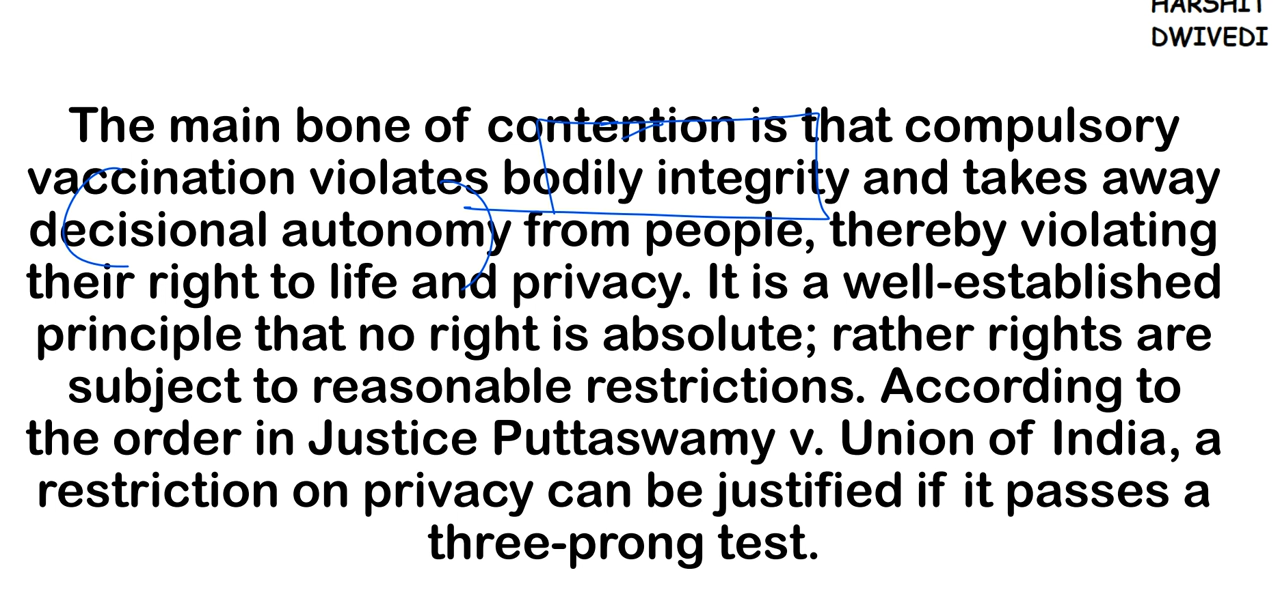 HARSHIT
DWIVEDI
The main bone of contention is that compulsory
vaccination violates bodily integrity and takes away
decisional autonomy from people, thereby violating
their right to life and privacy. It is a well-established
principle that no right is absolute; rather rights are
subject to reasonable restrictions. According to
the order in Justice Puttaswamy v. Union of India, a
restriction on privacy can be justified if it passes a
three-prong test.